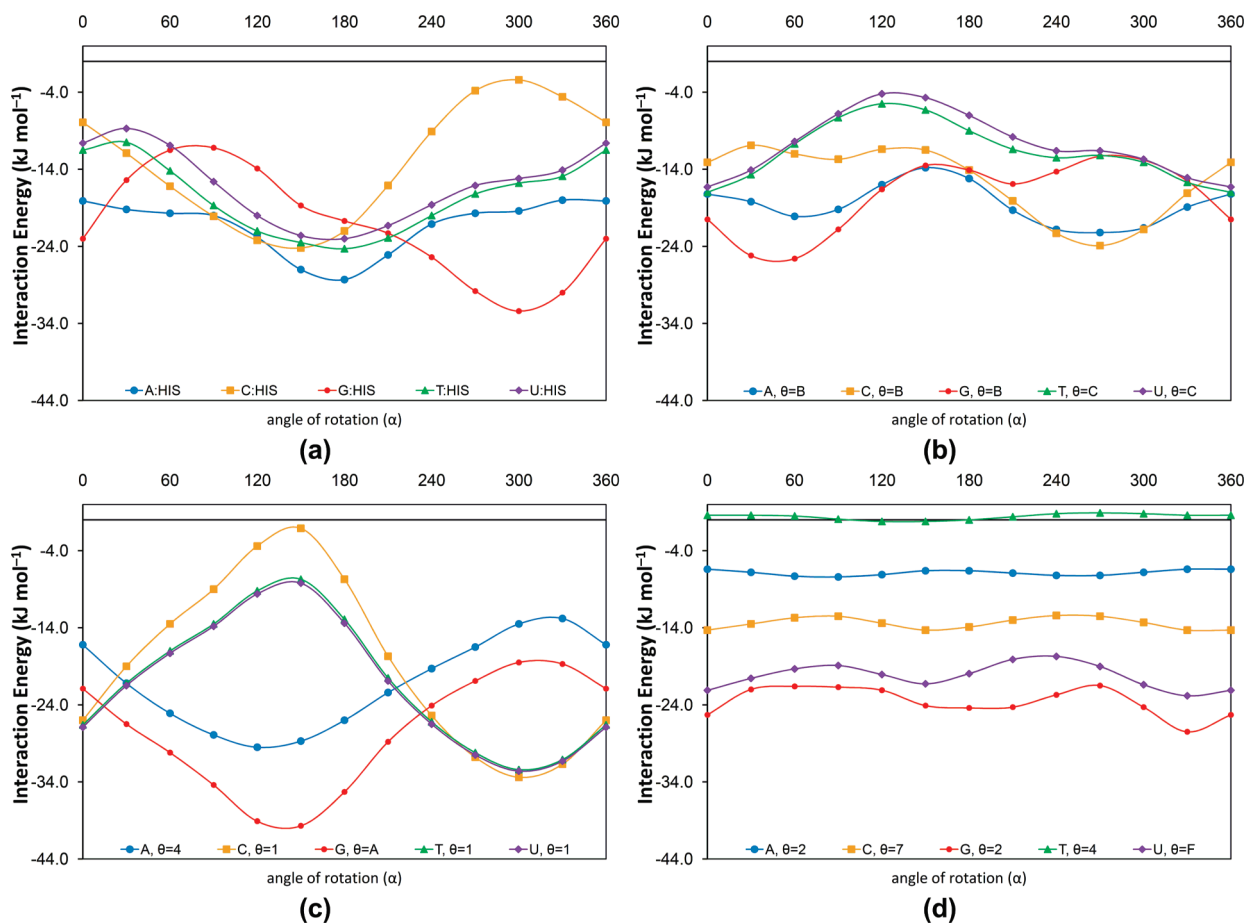 0 60 120 180 240 300 360
Interaction Energy (kJ mol⁻¹)
-4.0
-14.0
-24.0
-34.0
-44.0
A:HIS C:HIS G:HIS T:HIS U:HIS
angle of rotation (α)
(a)
0 60 120 180 240 300 360
Interaction Energy (kJ mol⁻¹)
-4.0
-14.0
-24.0
-34.0
-44.0
A, θ=B C, θ=B G, θ=B T, θ=C U, θ=C
angle of rotation (α)
(b)
0 60 120 180 240 300 360
Interaction Energy (kJ mol⁻¹)
-4.0
-14.0
-24.0
-34.0
-44.0
A, θ=4 C, θ=1 G, θ=A T, θ=1 U, θ=1
angle of rotation (α)
(c)
0 60 120 180 240 300 360
Interaction Energy (kJ mol⁻¹)
-4.0
-14.0
-24.0
-34.0
-44.0
A, θ=2 C, θ=7 G, θ=2 T, θ=4 U, θ=F
angle of rotation (α)
(d)